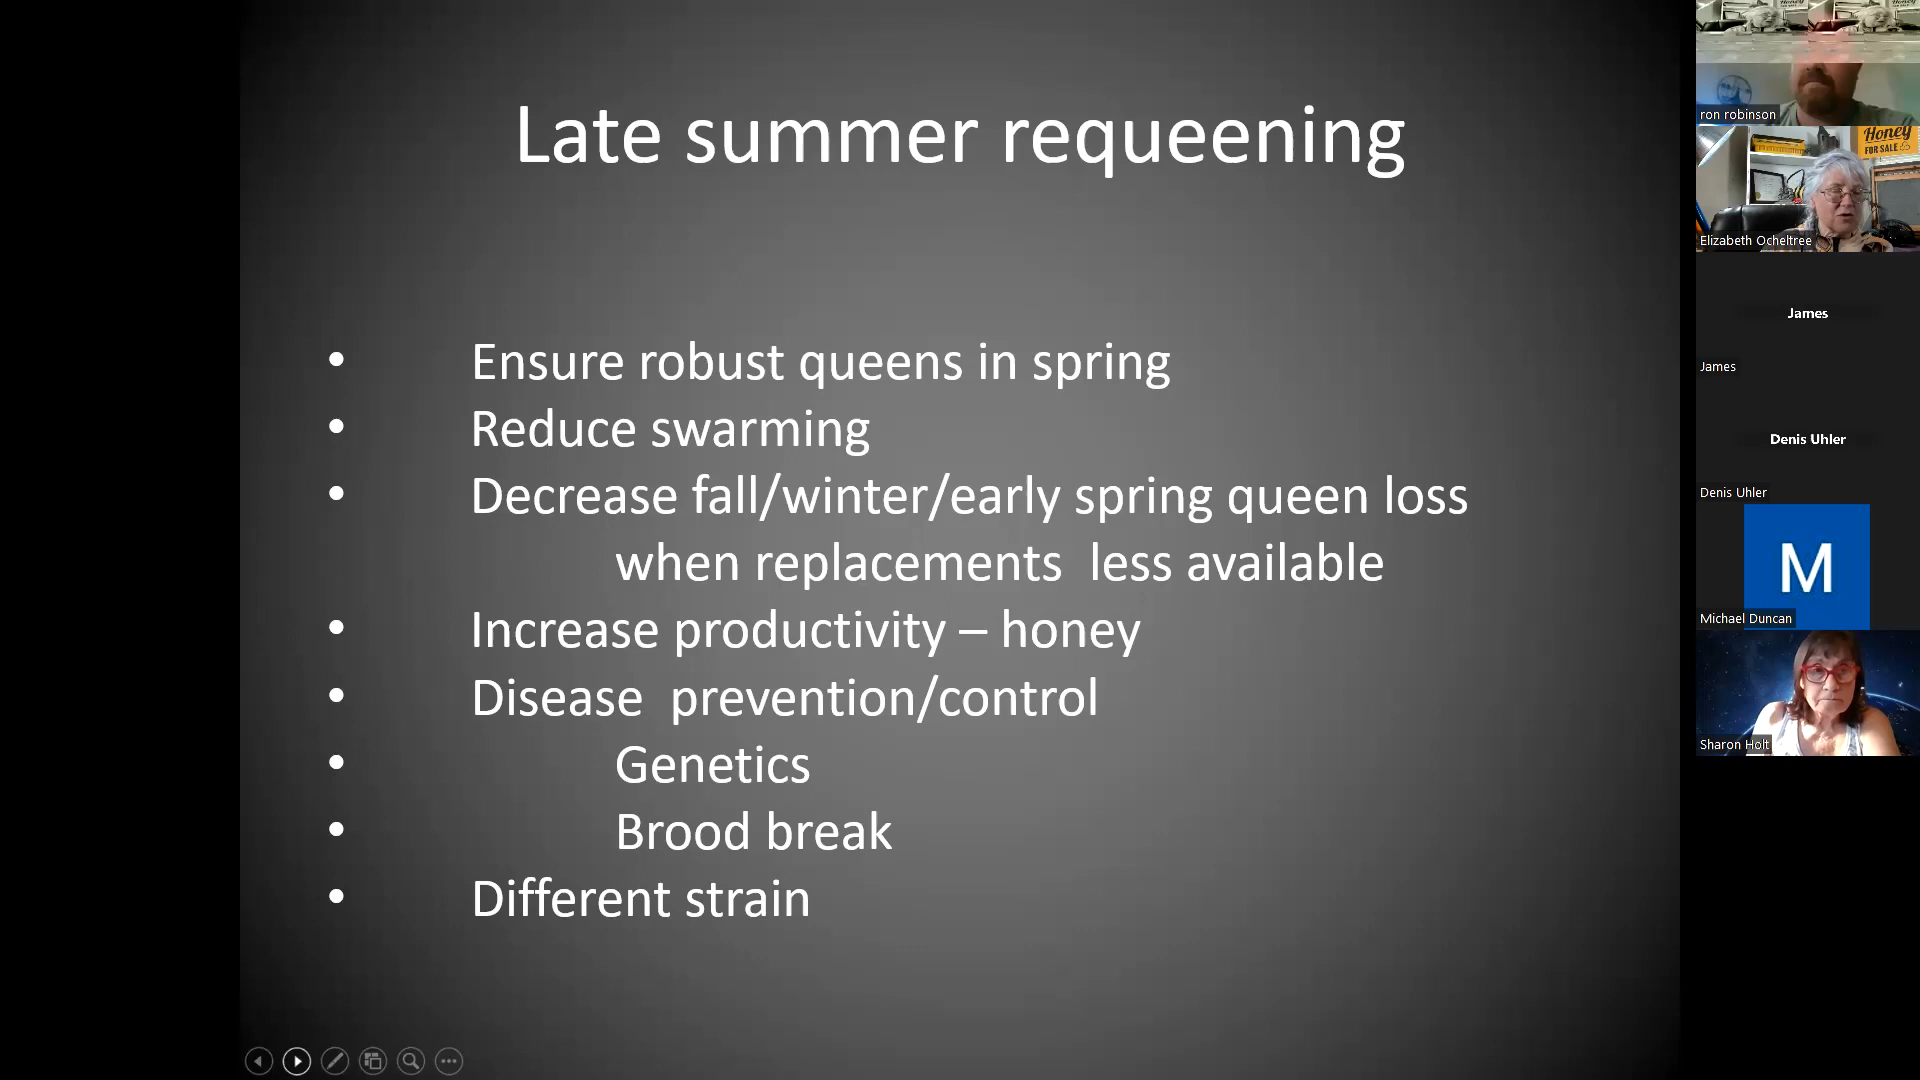 Late summer requeening
• Ensure robust queens in spring
• Reduce swarming
• Decrease fall/winter/early spring queen loss
when replacements  less available
• Increase productivity – honey
• Disease  prevention/control
• Genetics
• Brood break
• Different strain
ron robinson
Honey
FOR SALE
Elizabeth Ocheltree
James
James
Denis Uhler
Denis Uhler
M
Michael Duncan
Sharon Holt